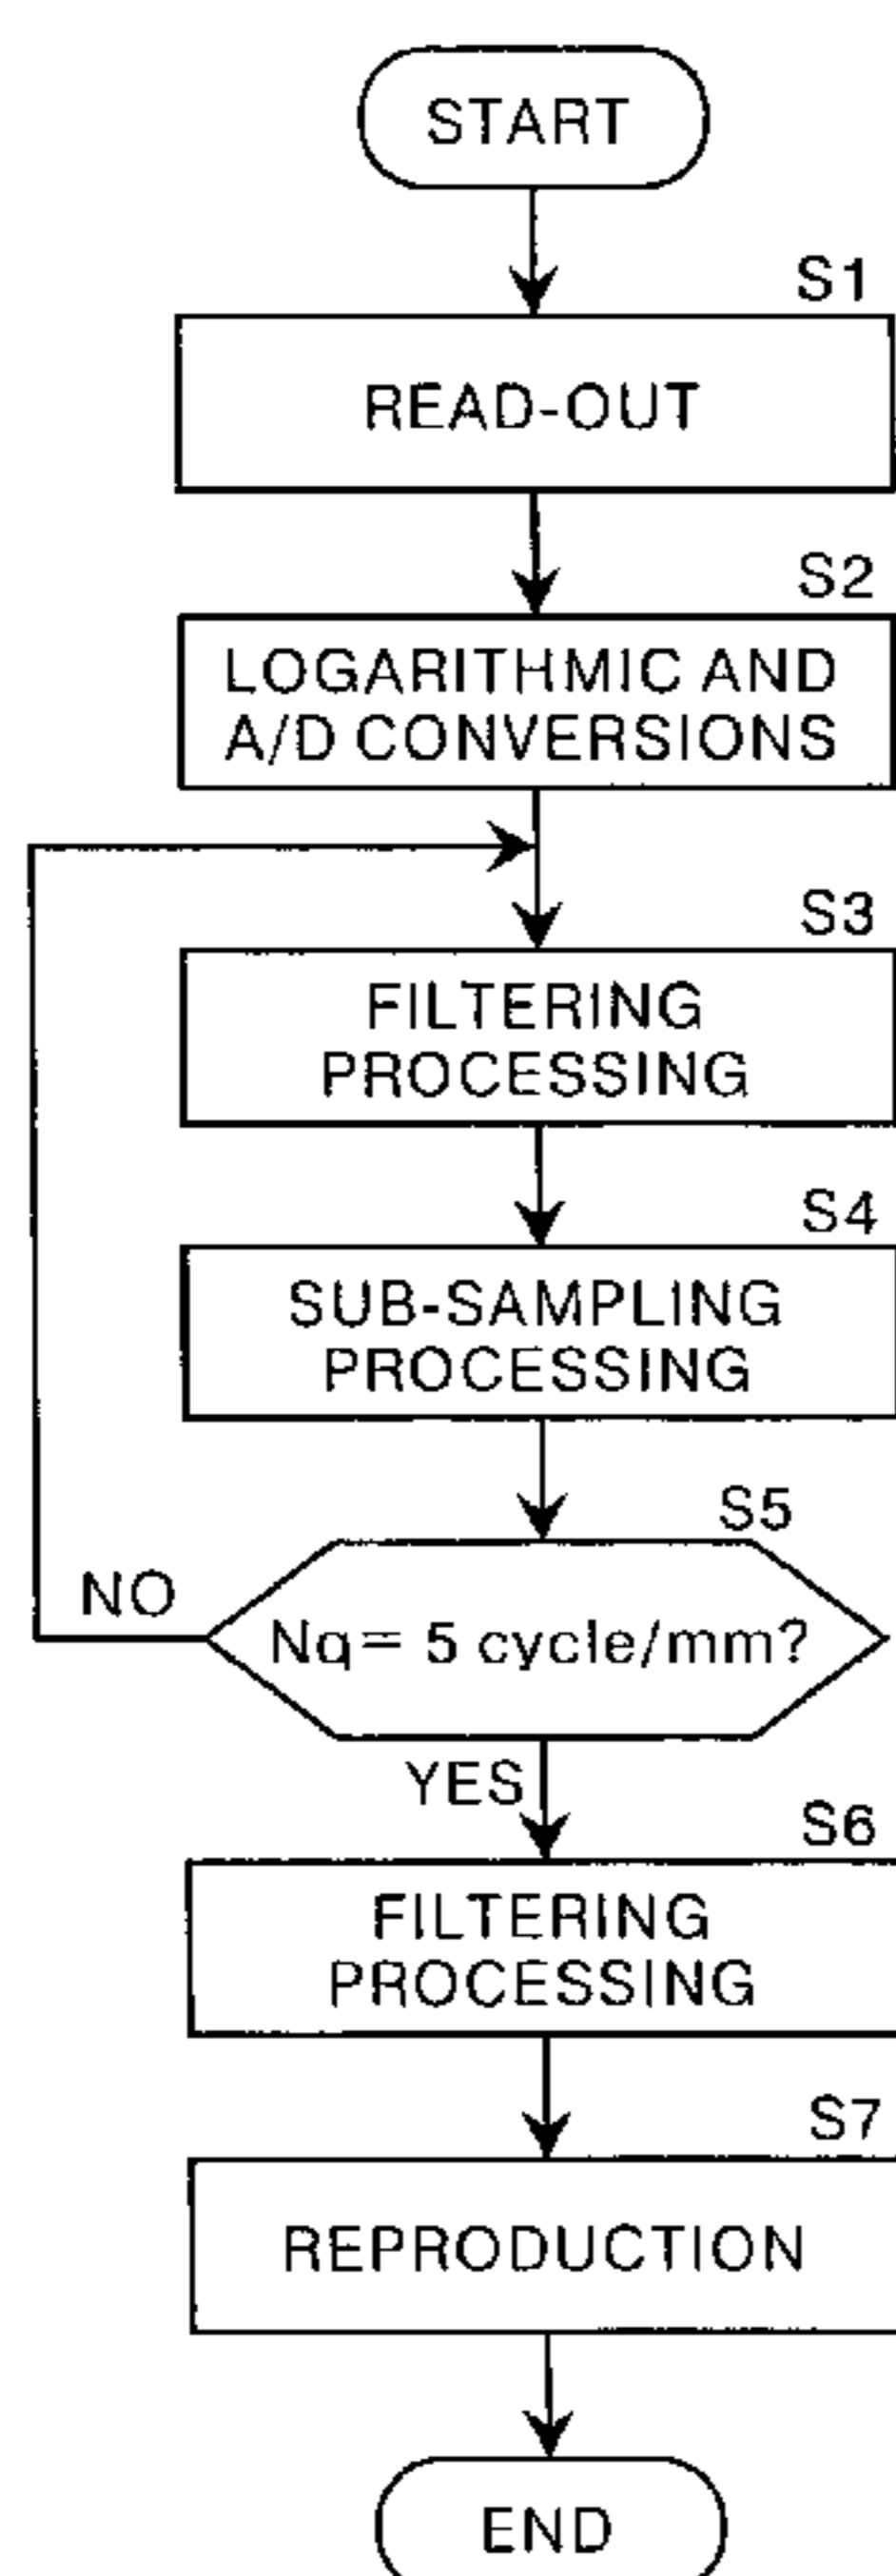 START
S1
READ-OUT
S2
LOGARITHMIC AND
A/D CONVERSIONS
S3
FILTERING
PROCESSING
S4
SUB-SAMPLING
PROCESSING
S5
NO
Nq= 5 cycle/mm?
YES
S6
FILTERING
PROCESSING
S7
REPRODUCTION
END